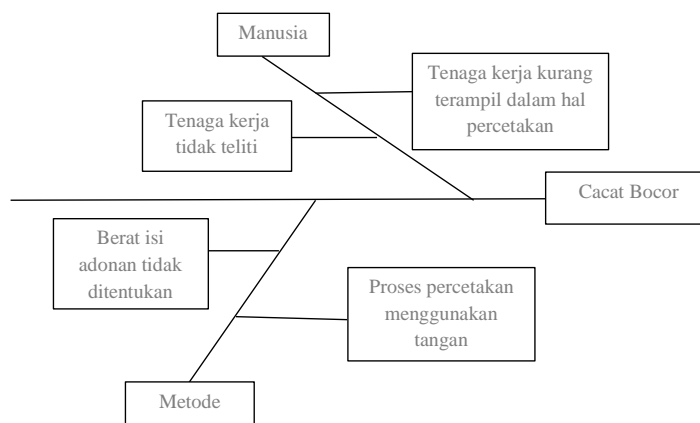 Manusia
Tenaga kerja kurang
terampil dalam hal
percetakan
Tenaga kerja
tidak teliti
Cacat Bocor
Berat isi
adonan tidak
ditentukan
Proses percetakan
menggunakan
tangan
Metode